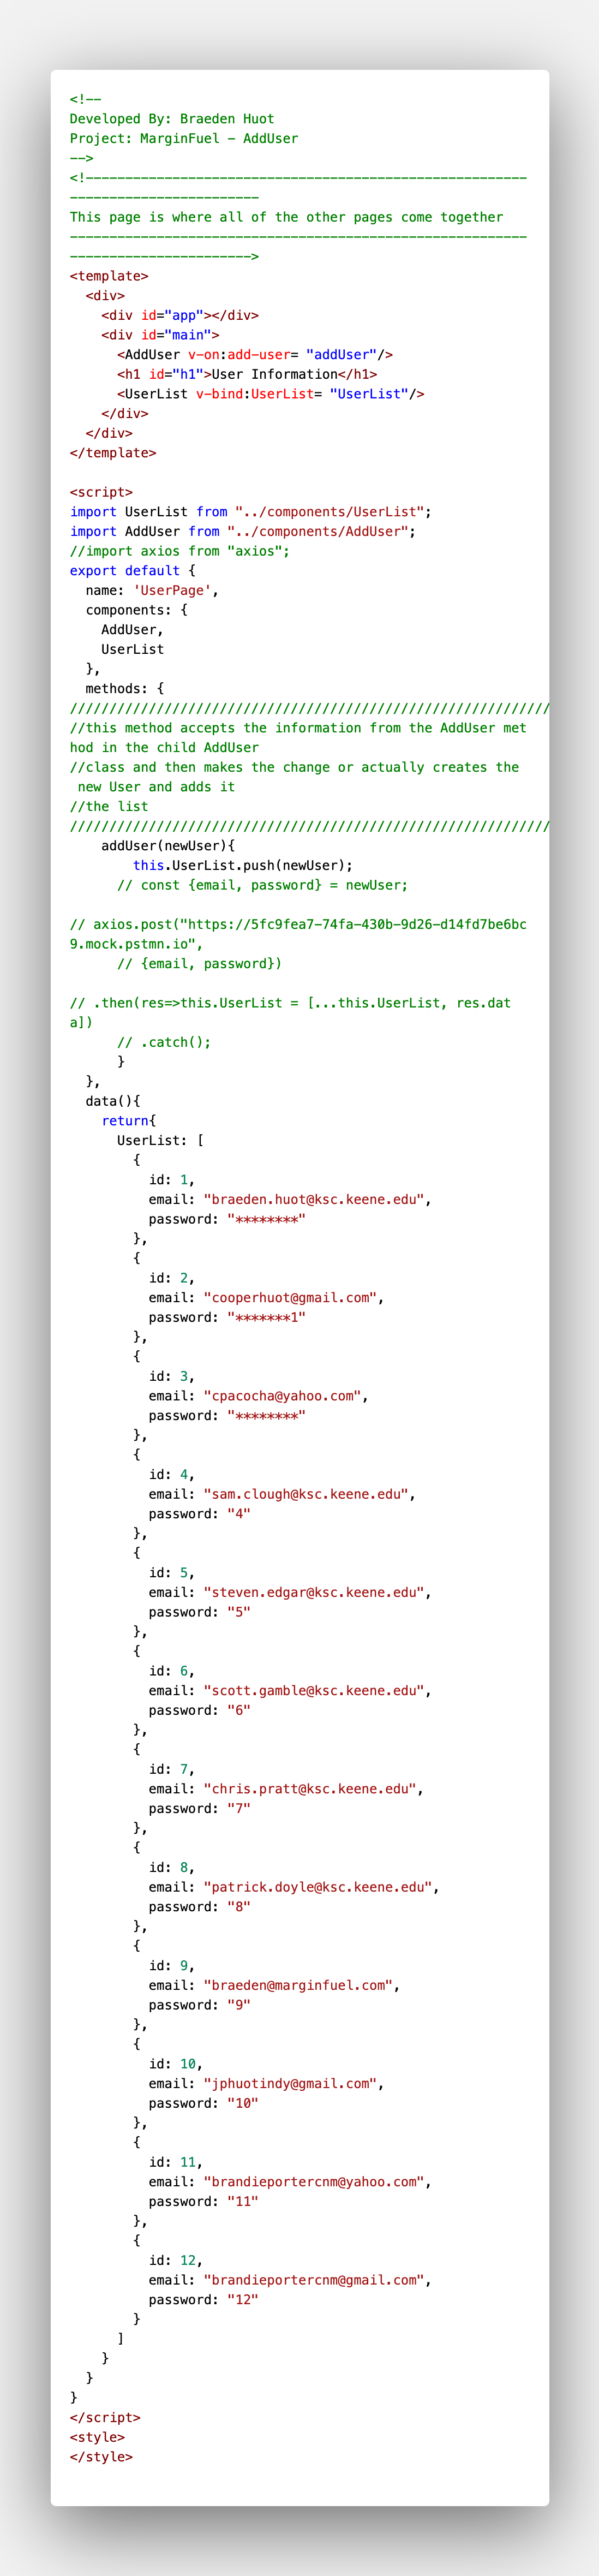 <!--
Developed By: Braeden Huot
Project: MarginFuel - AddUser
-->
<!--------------------------------------------------------
------------------------
This page is where all of the other pages come together
----------------------------------------------------------
----------------------->
<template>
  <div>
    <div id="app"></div>
    <div id="main">
      <AddUser v-on:add-user= "addUser"/>
      <h1 id="h1">User Information</h1>
      <UserList v-bind:UserList= "UserList"/>
    </div>
  </div>
</template>

<script>
import UserList from "../components/UserList";
import AddUser from "../components/AddUser";
//import axios from "axios";
export default {
  name: 'UserPage',
  components: {
    AddUser,
    UserList
  },
  methods: {
/////////////////////////////////////////////////////////////
//this method accepts the information from the AddUser met
hod in the child AddUser
//class and then makes the change or actually creates the
 new User and adds it
//the list
/////////////////////////////////////////////////////////////
    addUser(newUser){
        this.UserList.push(newUser);
      // const {email, password} = newUser;

// axios.post("https://5fc9fea7-74fa-430b-9d26-d14fd7be6bc
9.mock.pstmn.io",
      // {email, password})

// .then(res=>this.UserList = [...this.UserList, res.dat
a])
      // .catch();
      }
  },
  data(){
    return{
      UserList: [
        {
          id: 1,
          email: "braeden.huot@ksc.keene.edu",
          password: "********"
        },
        {
          id: 2,
          email: "cooperhuot@gmail.com",
          password: "*******1"
        },
        {
          id: 3,
          email: "cpacocha@yahoo.com",
          password: "********"
        },
        {
          id: 4,
          email: "sam.clough@ksc.keene.edu",
          password: "4"
        },
        {
          id: 5,
          email: "steven.edgar@ksc.keene.edu",
          password: "5"
        },
        {
          id: 6,
          email: "scott.gamble@ksc.keene.edu",
          password: "6"
        },
        {
          id: 7,
          email: "chris.pratt@ksc.keene.edu",
          password: "7"
        },
        {
          id: 8,
          email: "patrick.doyle@ksc.keene.edu",
          password: "8"
        },
        {
          id: 9,
          email: "braeden@marginfuel.com",
          password: "9"
        },
        {
          id: 10,
          email: "jphuotindy@gmail.com",
          password: "10"
        },
        {
          id: 11,
          email: "brandieportercnm@yahoo.com",
          password: "11"
        },
        {
          id: 12,
          email: "brandieportercnm@gmail.com",
          password: "12"
        }
      ]
    }
  }
}
</script>
<style>
</style>